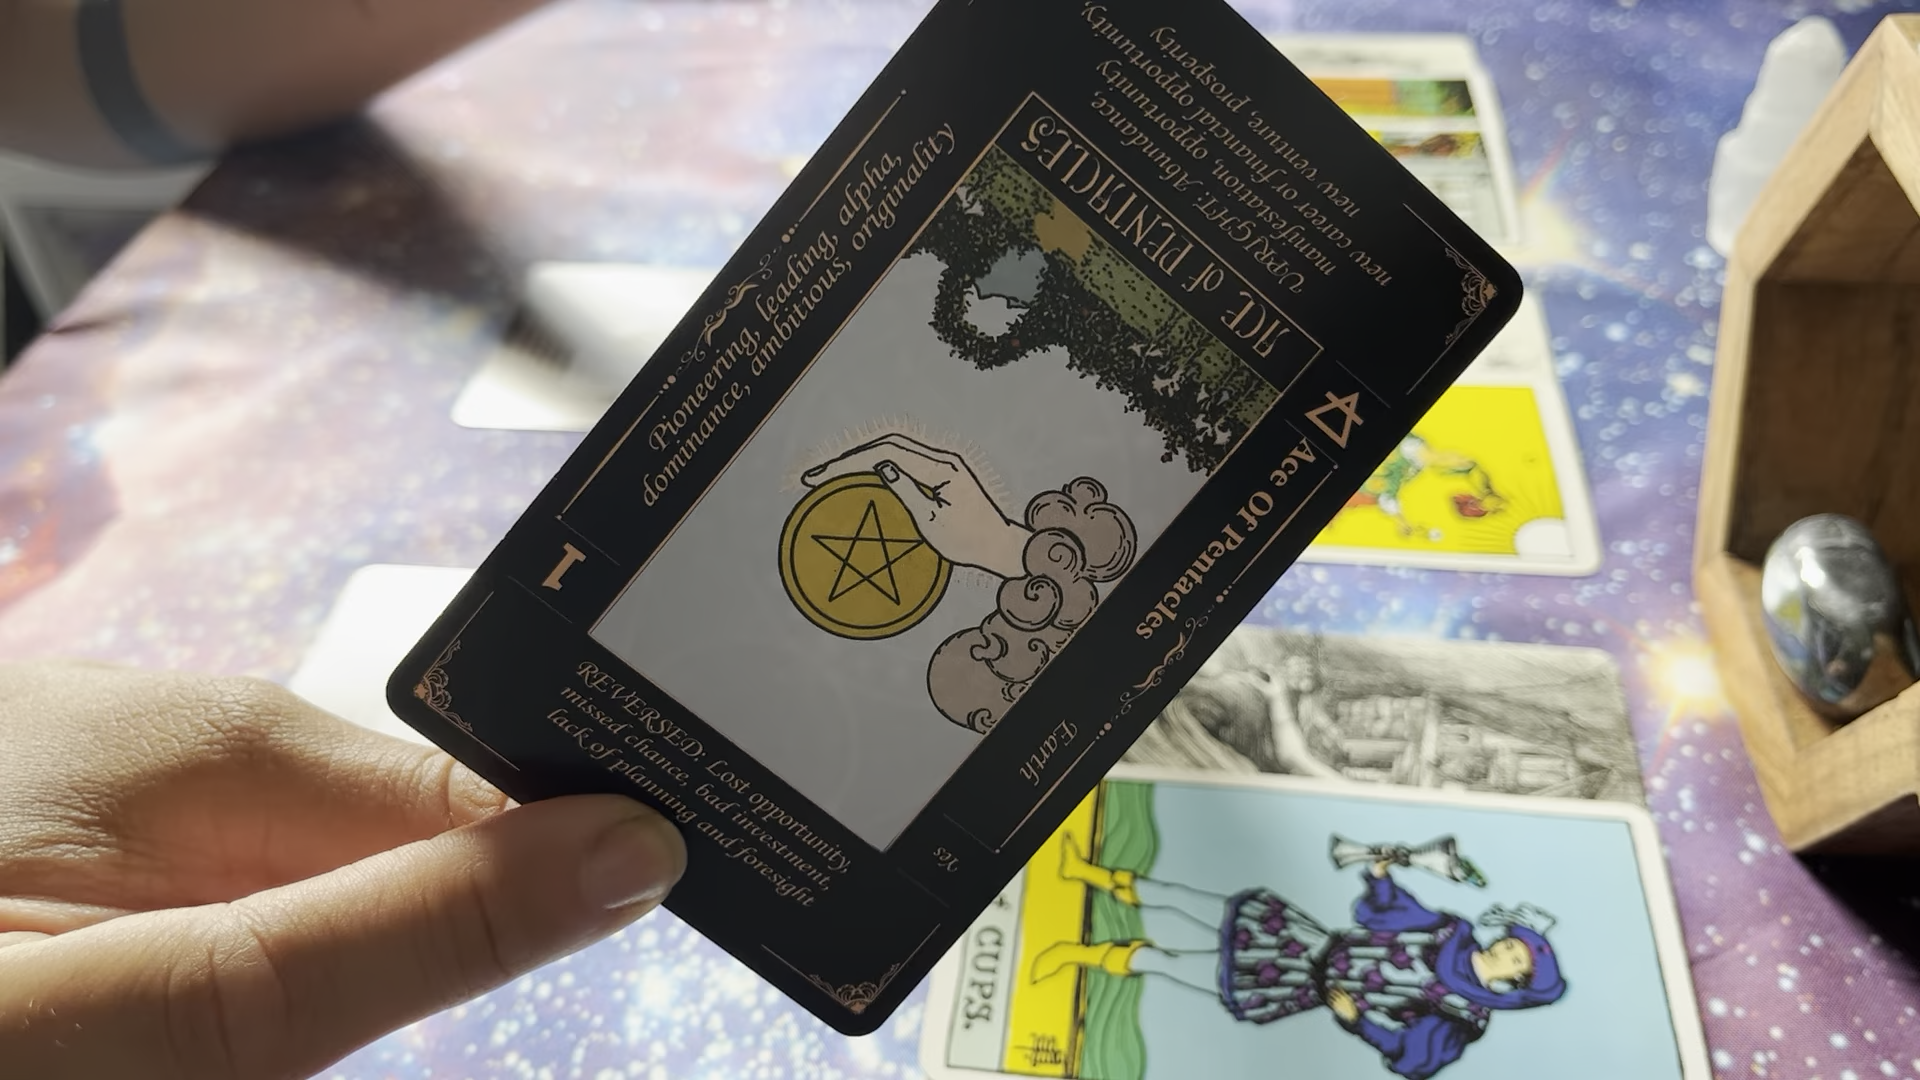 UPRIGHT: Abundance,
manifestation, opportunity
new career or financial opportunity,
new venture, prosperity
ACE of PENTACLES
Pioneering, leading, alpha,
dominance, ambitious, originality
1
Ace Of Pentacles
Earth
Yes
REVERSED: Lost opportunity,
missed chance, bad investment,
lack of planning and foresight
CUPS.